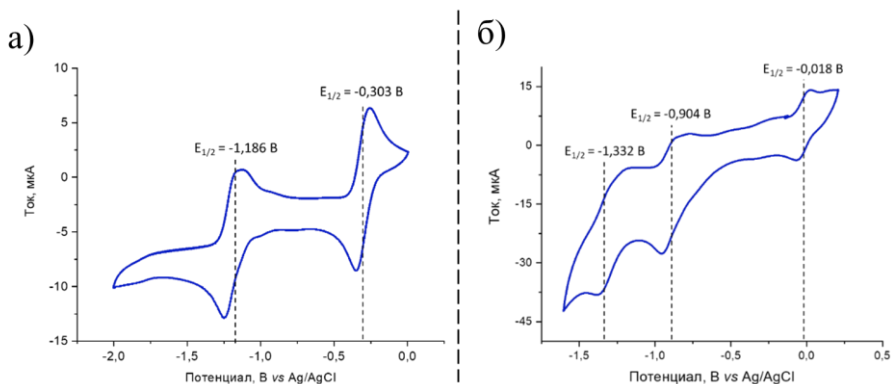 а)
E1/2 = -0,303 В
E1/2 = -1,186 В
10
5
0
-5
-10
-15
-2,0
-1,5
-1,0
-0,5
0,0
Ток, мкА
Потенциал, В vs Ag/AgCl
б)
E1/2 = -0,018 В
E1/2 = -0,904 В
E1/2 =
-1,332 В
15
0
-15
-30
-45
-1,5
-1,0
-0,5
0,0
0,5
Ток, мкА
Потенциал, В vs Ag/AgCl